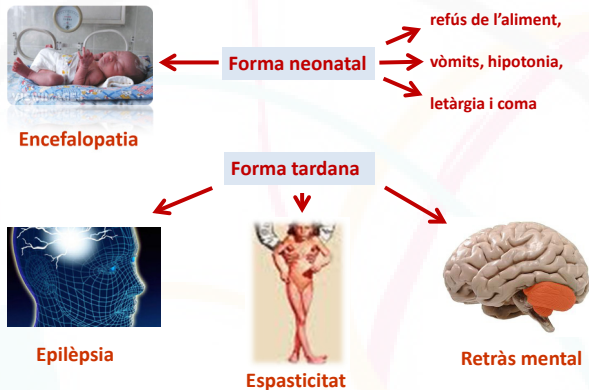 refús de l'aliment,
Forma neonatal
vòmits, hipotonia,
letàrgia i coma
Encefalopatia
Forma tardana
Epilèpsia
Espasticitat
Retràs mental